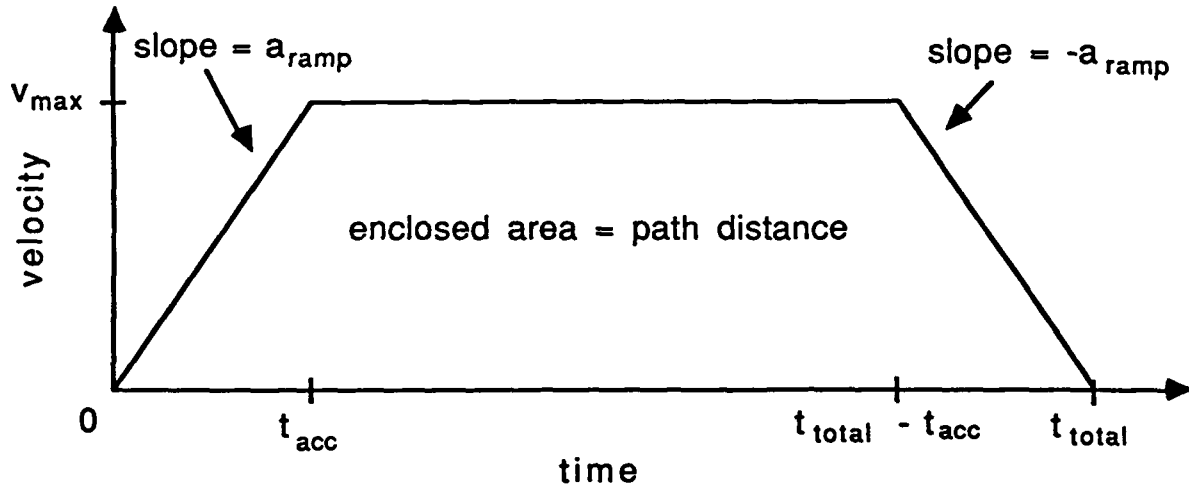 slope = a_ramp
slope = -a_ramp
v_max
velocity
enclosed area = path distance
0
t_acc
t_total - t_acc
t_total
time